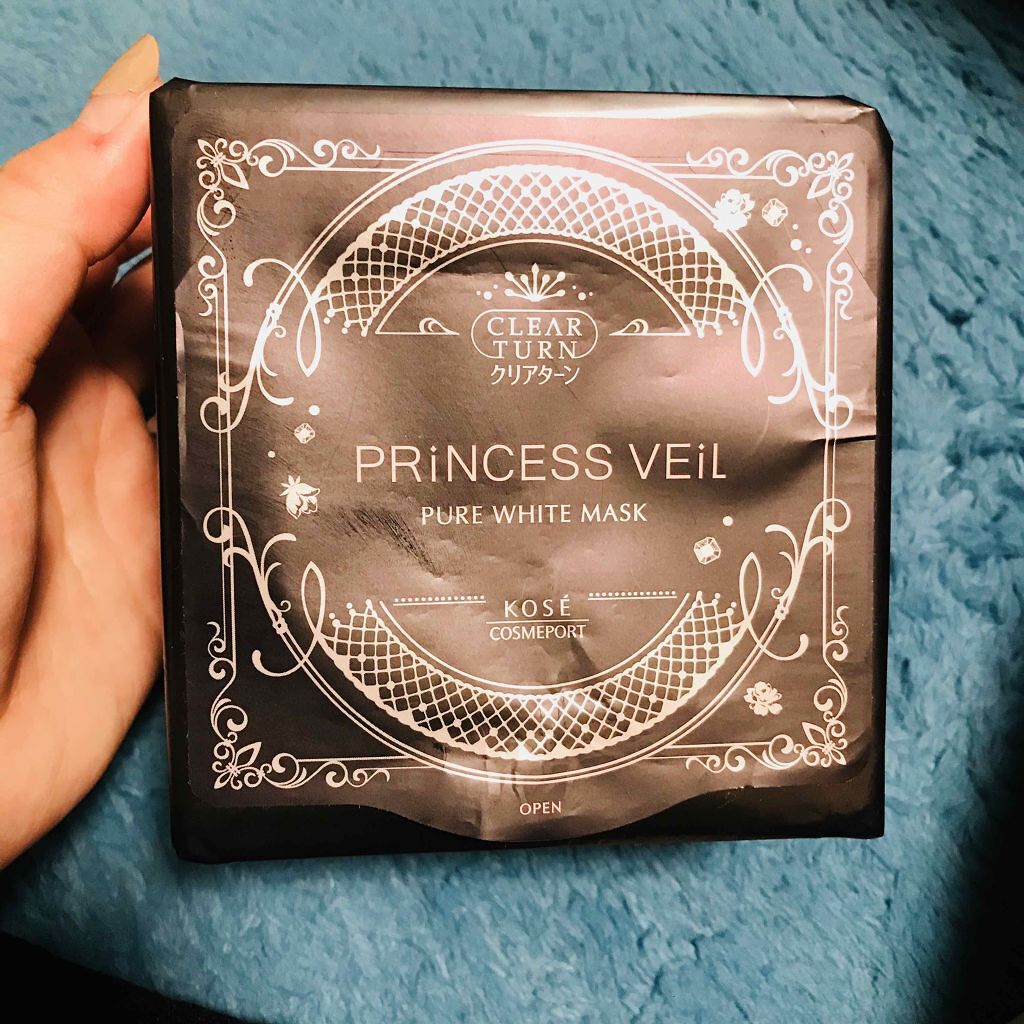 CLEAR
TURN
クリアターン
PRiNCESS VEiL
PURE WHITE MASK
KOSÉ
COSMEPORT
OPEN